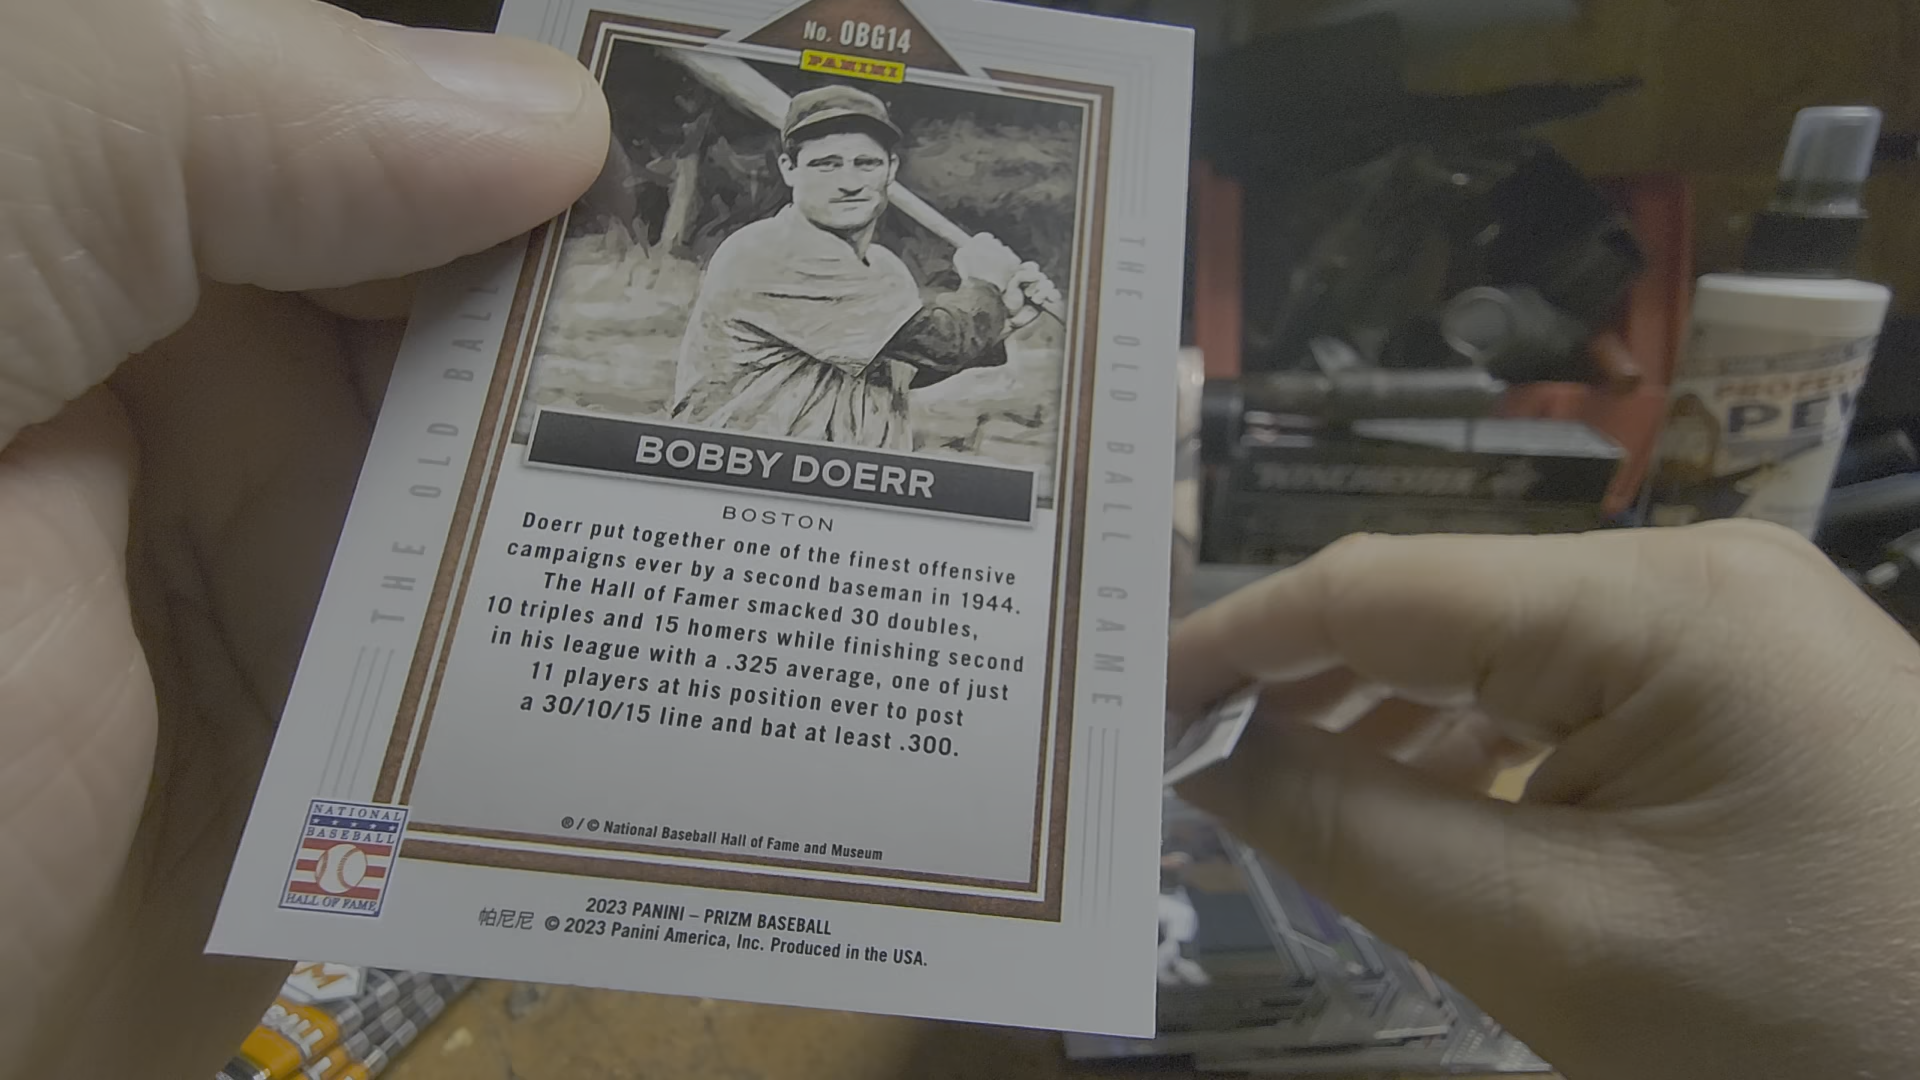 No. OBG14
PANINI
THE OLD BALL
THE OLD BALL GAME
BOBBY DOERR
BOSTON
Doerr put together one of the finest offensive
campaigns ever by a second baseman in 1944.
The Hall of Famer smacked 30 doubles,
10 triples and 15 homers while finishing second
in his league with a .325 average, one of just
11 players at his position ever to post
a 30/10/15 line and bat at least .300.
®/© National Baseball Hall of Fame and Museum
NATIONAL
BASEBALL
HALL OF FAME
2023 PANINI – PRIZM BASEBALL
帕尼尼 © 2023 Panini America, Inc. Produced in the USA.
WINCHESTER